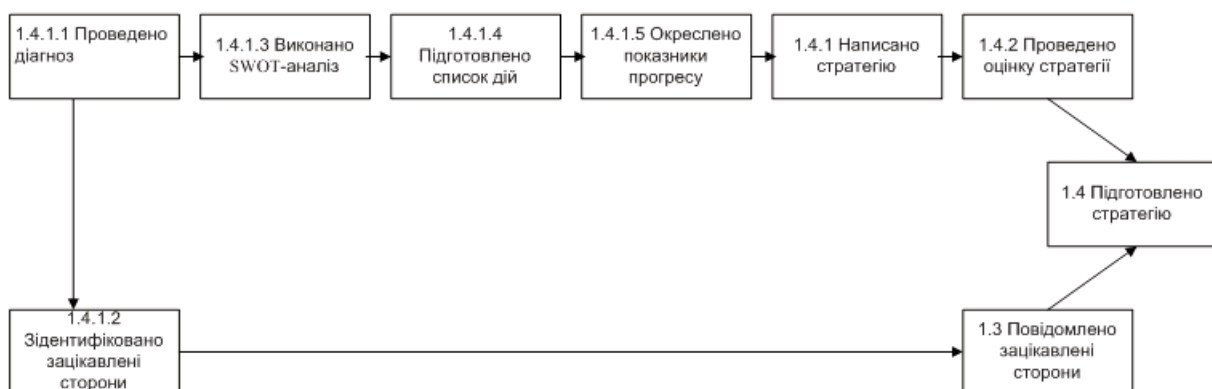 1.4.1.1 Проведено
діагноз
1.4.1.3 Виконано
SWOT-аналіз
1.4.1.4
Підготовлено
список дій
1.4.1.5 Окреслено
показники
прогресу
1.4.1 Написано
стратегію
1.4.2 Проведено
оцінку стратегії
1.4 Підготовлено
стратегію
1.4.1.2
Зідентифіковано
зацікавлені
сторони
1.3 Повідомлено
зацікавлені
сторони